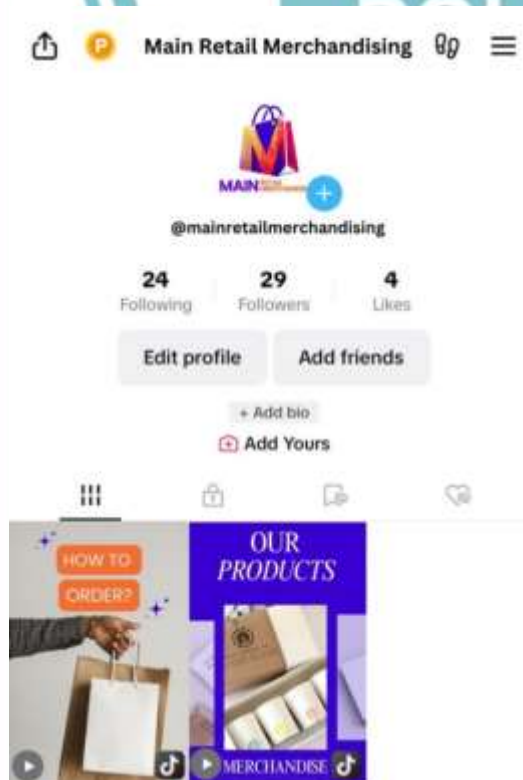 P Main Retail Merchandising
MAIN
@mainretailmerchandising
24 29 4
Following Followers Likes
Edit profile Add friends
+ Add bio
Add Yours
HOW TO
ORDER?
OUR
PRODUCTS
MERCHANDISE